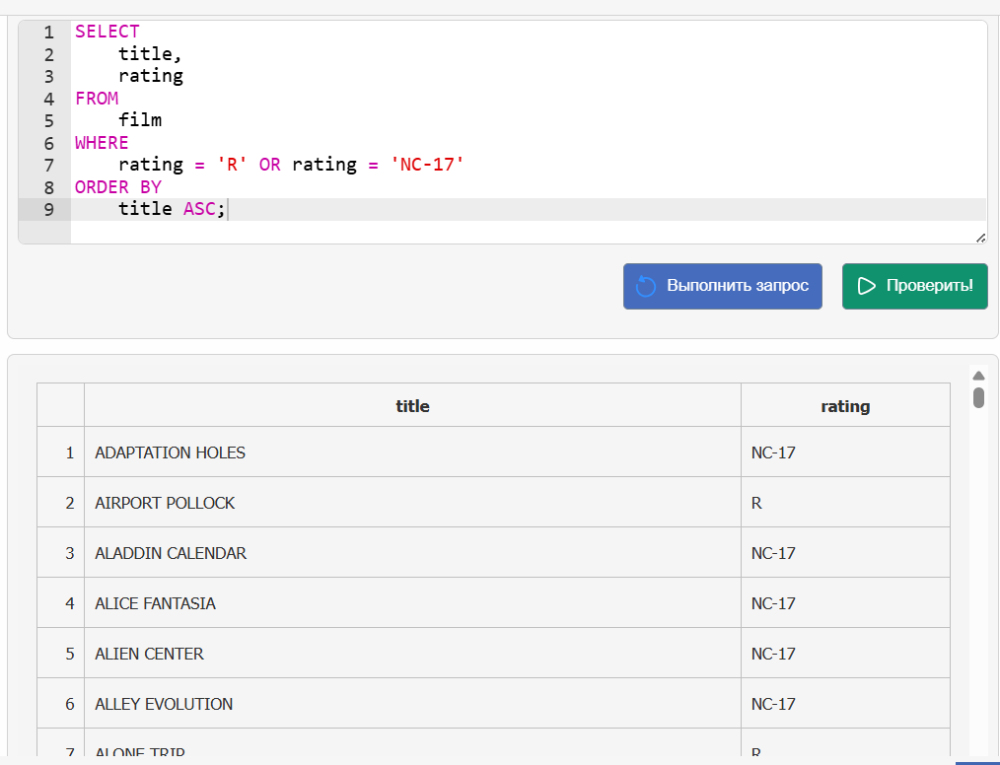 1 SELECT
2 title,
3 rating
4 FROM
5 film
6 WHERE
7 rating = 'R' OR rating = 'NC-17'
8 ORDER BY
9 title ASC;
Выполнить запрос Проверить!
title rating
1 ADAPTATION HOLES NC-17
2 AIRPORT POLLOCK R
3 ALADDIN CALENDAR NC-17
4 ALICE FANTASIA NC-17
5 ALIEN CENTER NC-17
6 ALLEY EVOLUTION NC-17
7 ALONE TRIP R